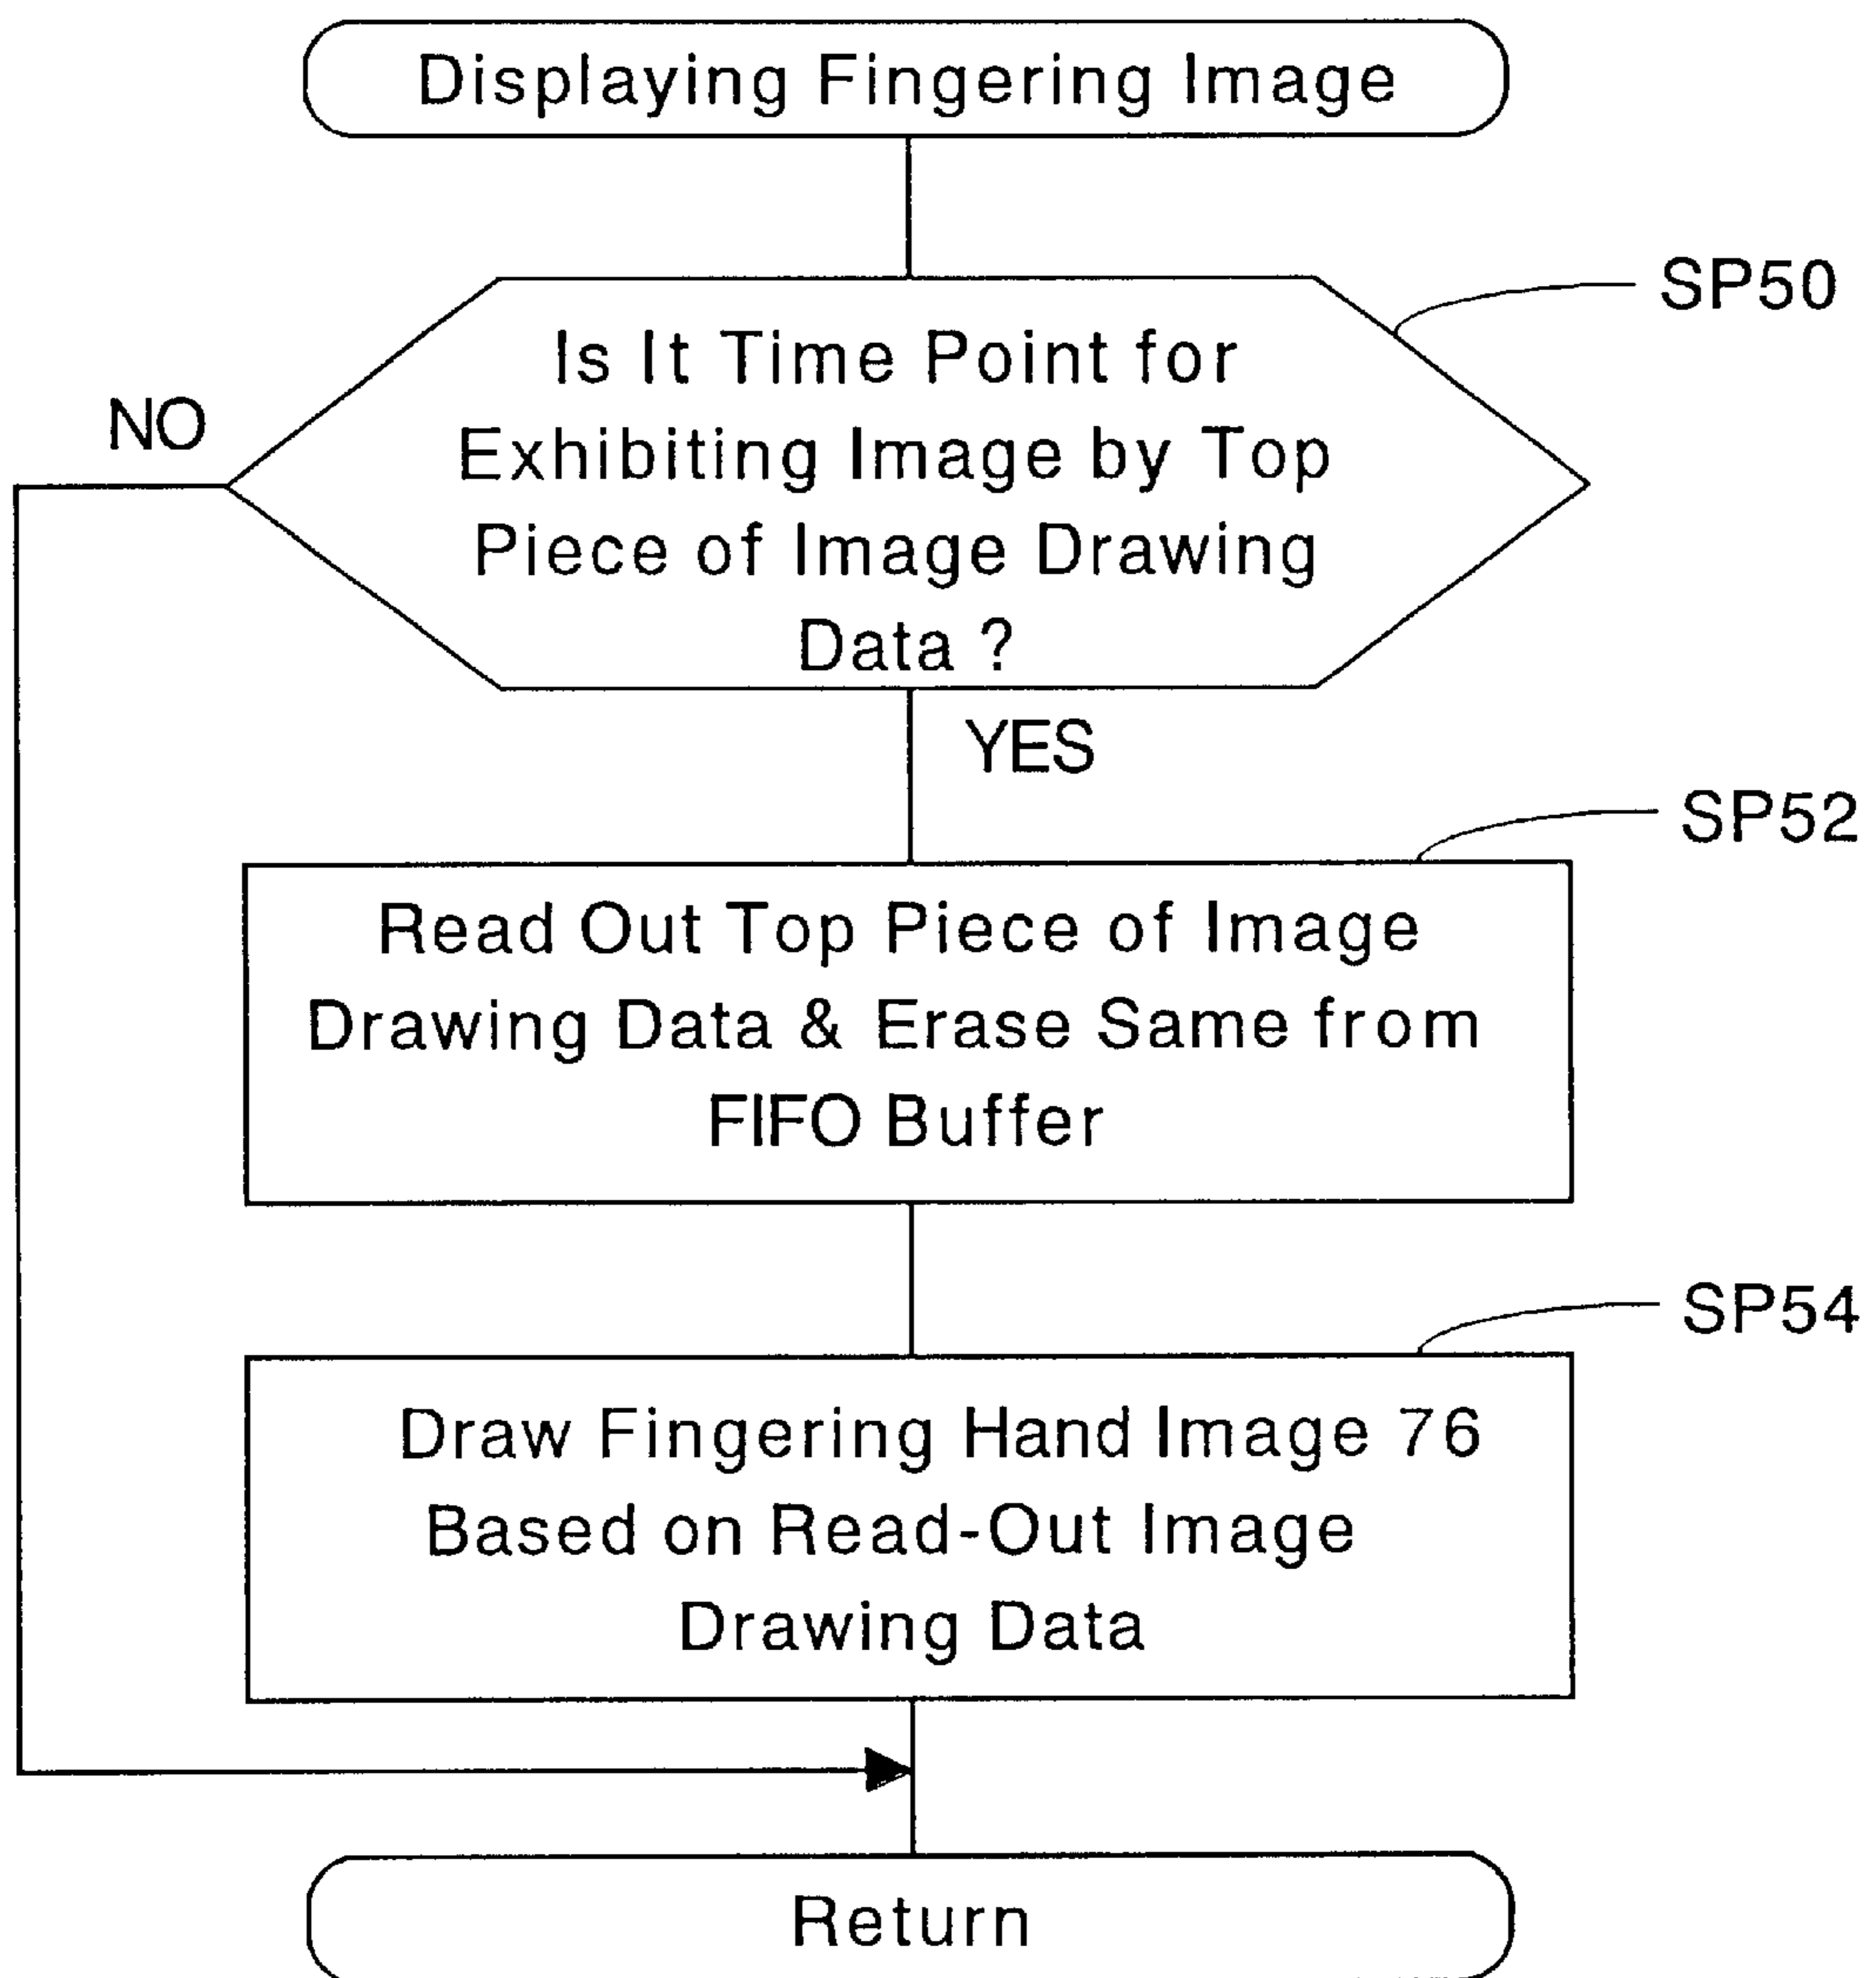 Displaying Fingering Image
SP50
Is It Time Point for
Exhibiting Image by Top
Piece of Image Drawing
Data ?
NO
YES
SP52
Read Out Top Piece of Image
Drawing Data & Erase Same from
FIFO Buffer
SP54
Draw Fingering Hand Image 76
Based on Read-Out Image
Drawing Data
Return